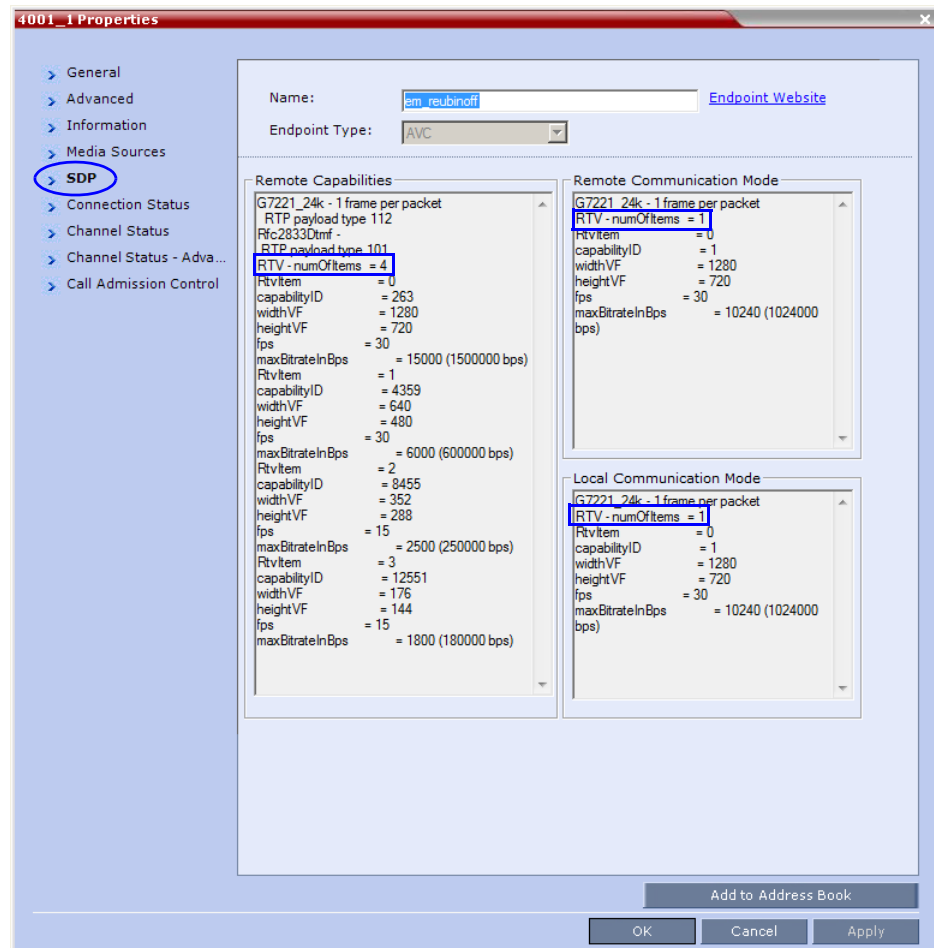 4001_1 Properties
General
Advanced
Information
Media Sources
SDP
Connection Status
Channel Status
Channel Status - Adva...
Call Admission Control
Name: em_reubinoff Endpoint Website
Endpoint Type: AVC
Remote Capabilities
G7221_24k - 1 frame per packet
RTP payload type 112
Rfc2833Dtmf -
RTP payload type 101
RTV - numOfItems = 4
RtvItem = 0
capabilityID = 263
widthVF = 1280
heightVF = 720
fps = 30
maxBitrateInBps = 15000 (1500000 bps)
RtvItem = 1
capabilityID = 4359
widthVF = 640
heightVF = 480
fps = 30
maxBitrateInBps = 6000 (600000 bps)
RtvItem = 2
capabilityID = 8455
widthVF = 352
heightVF = 288
fps = 15
maxBitrateInBps = 2500 (250000 bps)
RtvItem = 3
capabilityID = 12551
widthVF = 176
heightVF = 144
fps = 15
maxBitrateInBps = 1800 (180000 bps)
Remote Communication Mode
G7221_24k - 1 frame per packet
RTV - numOfItems = 1
RtvItem = 0
capabilityID = 1
widthVF = 1280
heightVF = 720
fps = 30
maxBitrateInBps = 10240 (1024000
bps)
Local Communication Mode
G7221_24k - 1 frame per packet
RTV - numOfItems = 1
RtvItem = 0
capabilityID = 1
widthVF = 1280
heightVF = 720
fps = 30
maxBitrateInBps = 10240 (1024000
bps)
Add to Address Book
OK Cancel Apply